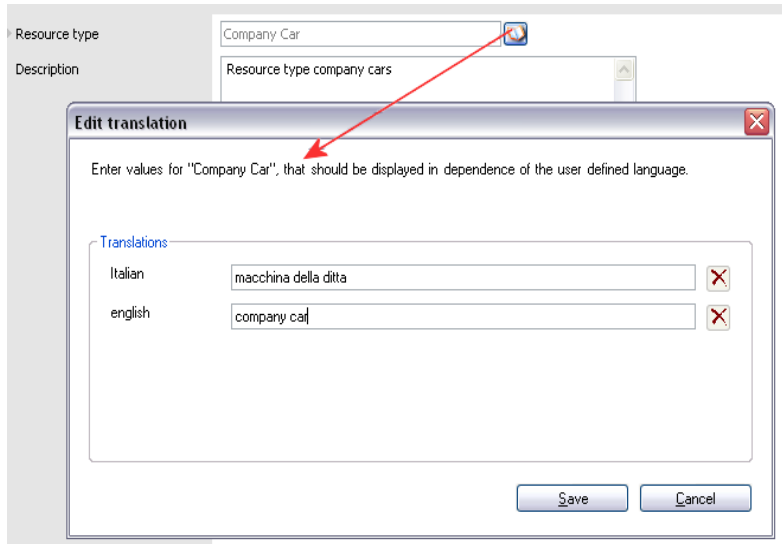 Resource type
Company Car
Description
Resource type company cars
Edit translation
Enter values for "Company Car", that should be displayed in dependence of the user defined language.
Translations
Italian
macchina della ditta
english
company car
Save
Cancel